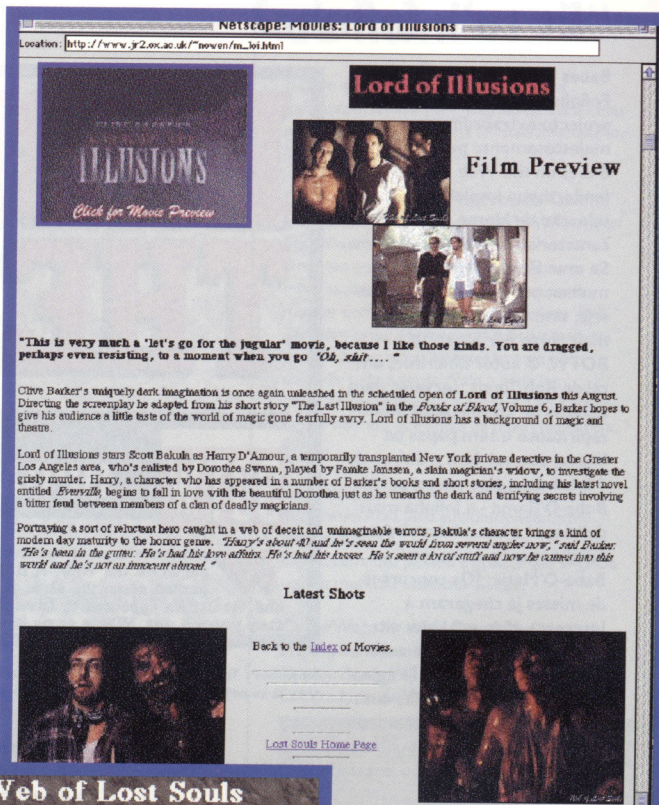 Netscape: Movies: Lord of Illusions
Location: http://www.jr2.ox.ac.uk/~nowen/m_loi.html
CLIVE BARKER'S
ILLUSIONS
Click for Movie Preview
Lord of Illusions
Film Preview
Web of Lost Souls
"This is very much a 'let's go for the jugular' movie, because I like those kinds. You are dragged,
perhaps even resisting, to a moment when you go 'Oh, shit.... "
Clive Barker's uniquely dark imagination is once again unleashed in the scheduled open of Lord of Illusions this August.
Directing the screenplay he adapted from his short story "The Last Illusion" in the Books of Blood, Volume 6, Barker hopes to
give his audience a little taste of the world of magic gone fearfully awry. Lord of illusions has a background of magic and
theatre.
Lord of Illusions stars Scott Bakula as Harry D'Amour, a temporarily transplanted New York private detective in the Greater
Los Angeles area, who's enlisted by Dorothea Swann, played by Famke Janssen, a slain magician's widow, to investigate the
grisly murder. Harry, a character who has appeared in a number of Barker's books and short stories, including his latest novel
entitled Everville, begins to fall in love with the beautiful Dorothea just as he unearths the dark and terrifying secrets involving
a bitter feud between members of a clan of deadly magicians.
Portraying a sort of reluctant hero caught in a web of deceit and unimaginable terrors, Bakula's character brings a kind of
modern day maturity to the horror genre. "Harry's about 40 and he's seen the world from several angles now," said Barker.
"He's been in the gutter. He's had his love affairs. He's had his losses. He's seen a lot of stuff and now he comes into this
world and he's not an innocent abroad. "
Latest Shots
Back to the Index of Movies.
Lost Souls Home Page
Web of Lost Souls
Web of Lost Souls